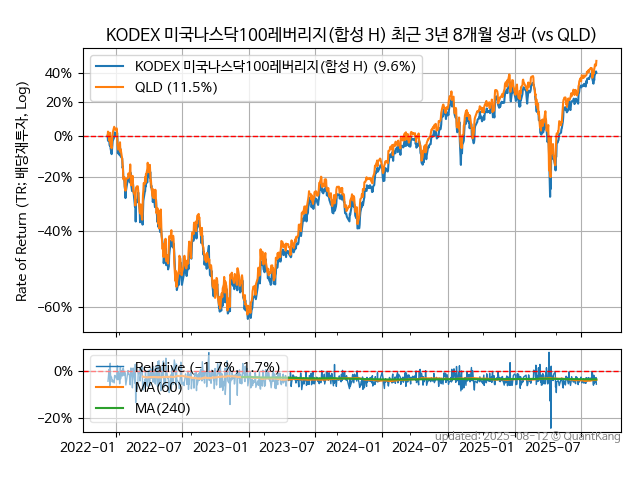 KODEX 미국나스닥100레버리지(합성 H) 최근 3년 8개월 성과 (vs QLD)
KODEX 미국나스닥100레버리지(합성 H) (9.6%)
QLD (11.5%)
40%
20%
0%
−20%
−40%
−60%
Rate of Return (TR: 배당재투자, Log)
Relative (−1.7%, 1.7%)
MA(60)
MA(240)
0%
−20%
2022−01 2022−07 2023−01 2023−07 2024−01 2024−07 2025−01 2025−07
updated: 2025−08−12 © QuantKang